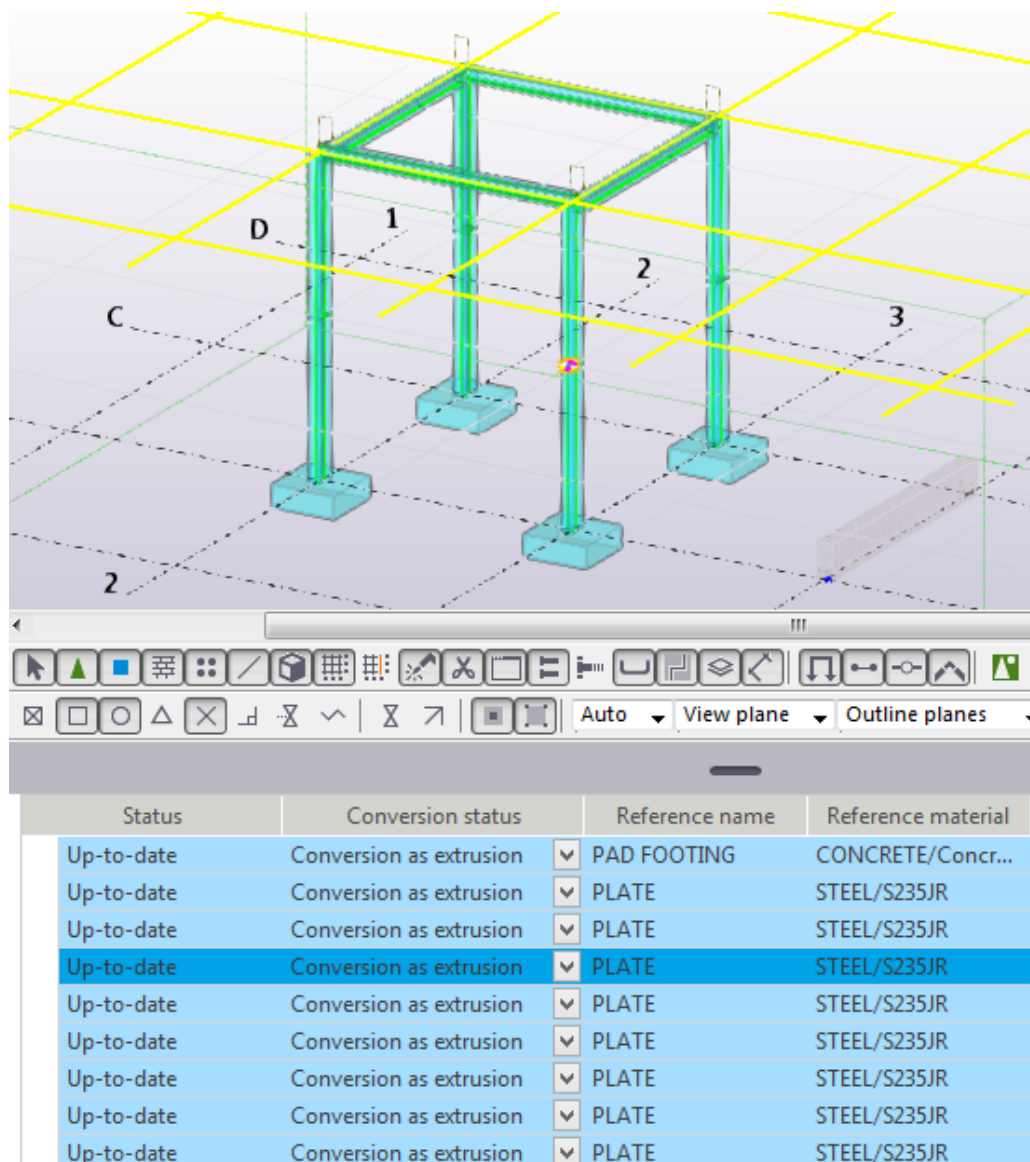 D
1
2
C
3
2
Auto View plane Outline planes
Status Conversion status Reference name Reference material
Up-to-date Conversion as extrusion PAD FOOTING CONCRETE/Concr...
Up-to-date Conversion as extrusion PLATE STEEL/S235JR
Up-to-date Conversion as extrusion PLATE STEEL/S235JR
Up-to-date Conversion as extrusion PLATE STEEL/S235JR
Up-to-date Conversion as extrusion PLATE STEEL/S235JR
Up-to-date Conversion as extrusion PLATE STEEL/S235JR
Up-to-date Conversion as extrusion PLATE STEEL/S235JR
Up-to-date Conversion as extrusion PLATE STEEL/S235JR
Up-to-date Conversion as extrusion PLATE STEEL/S235JR